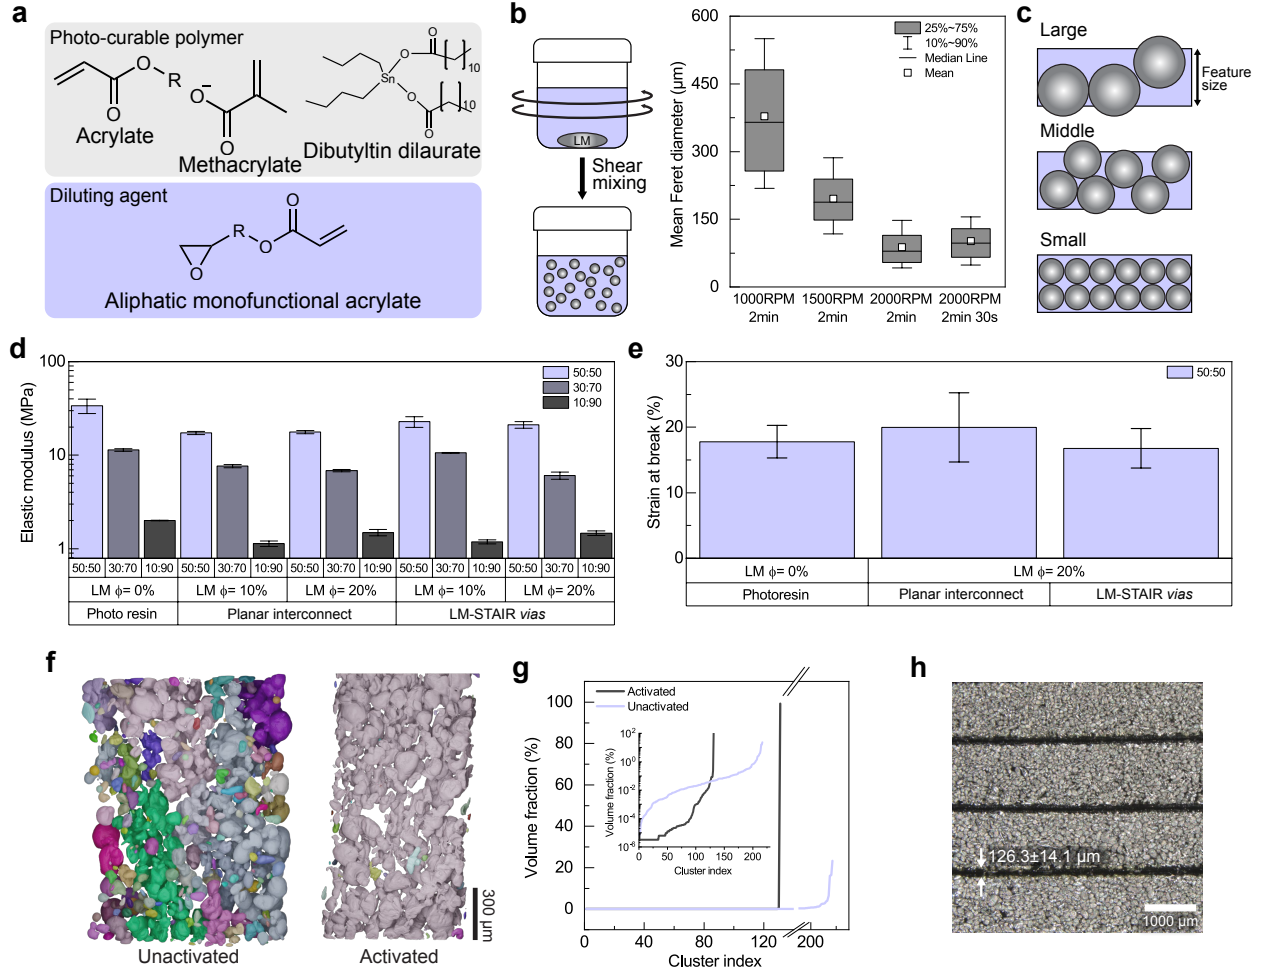 a
Photo-curable polymer
O
R
O
Acrylate
O−
O
Methacrylate
O
O
10
Sn
O
10
O
Dibutyltin dilaurate
Diluting agent
O
R
O
O
Aliphatic monofunctional acrylate
b
LM
Shear
mixing
Mean Feret diameter (μm)
600
450
300
150
0
25%~75%
10%~90%
Median Line
Mean
1000RPM 1500RPM 2000RPM 2000RPM
2min 2min 2min 2min 30s
c
Large
Feature
size
Middle
Small
d
Elastic modulus (MPa)
100
10
1
50:50
30:70
10:90
50:50 30:70 10:90 50:50 30:70 10:90 50:50 30:70 10:90 50:50 30:70 10:90 50:50 30:70 10:90
LM ϕ= 0% LM ϕ= 10% LM ϕ= 20% LM ϕ= 10% LM ϕ= 20%
Photo resin Planar interconnect LM-STAIR vias
e
Strain at break (%)
30
20
10
0
50:50
LM ϕ= 0% LM ϕ= 20%
Photoresin Planar interconnect LM-STAIR vias
f
300 μm
Unactivated Activated
g
Volume fraction (%)
100
80
60
40
20
0
Activated
Unactivated
Volume fraction (%)
10^2
10^0
10^-2
10^-4
10^-6
0 50 100 150 200
Cluster index
0 40 80 120 200
Cluster index
h
126.3±14.1 μm
1000 μm